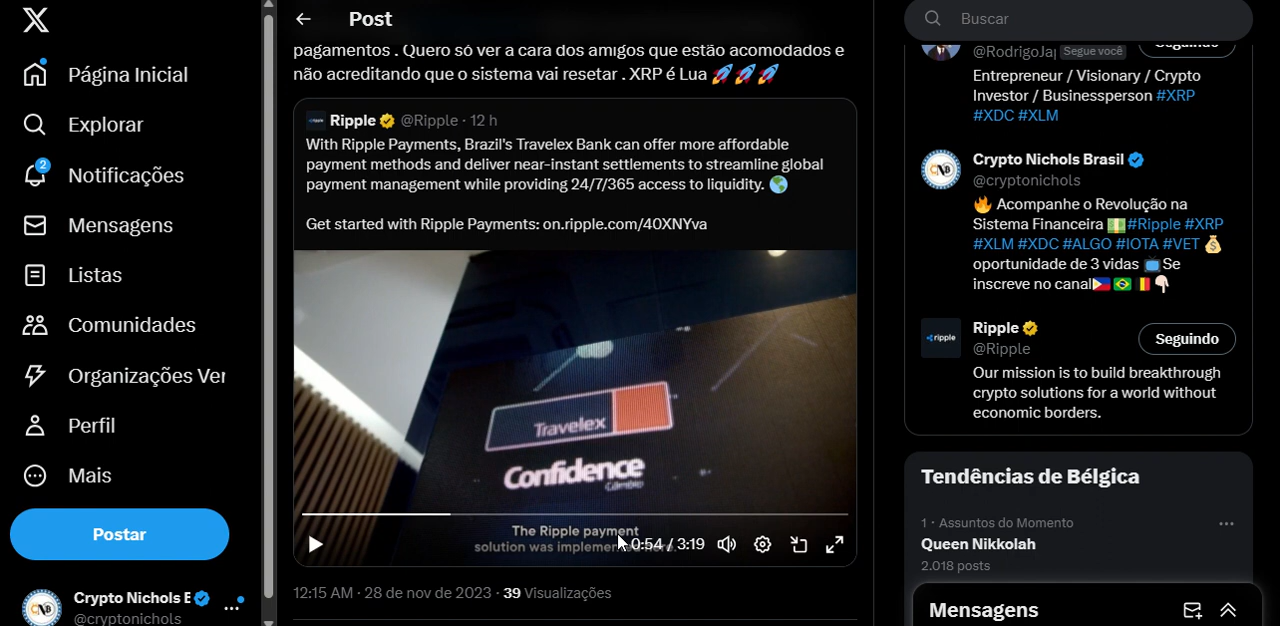 Página Inicial
Explorar
2
Notificações
Mensagens
Listas
Comunidades
Organizações Ver
Perfil
Mais
Postar
Crypto Nichols E
@cryptonichols
Post
pagamentos . Quero só ver a cara dos amigos que estão acomodados e
não acreditando que o sistema vai resetar . XRP é Lua 🚀🚀🚀
Ripple @Ripple · 12 h
With Ripple Payments, Brazil's Travelex Bank can offer more affordable
payment methods and deliver near-instant settlements to streamline global
payment management while providing 24/7/365 access to liquidity. 🌎
Get started with Ripple Payments: on.ripple.com/40XNYva
Travelex
Confidence
Câmbio
The Ripple payment
solution was implemented here.
0:54 / 3:19
12:15 AM · 28 de nov de 2023 · 39 Visualizações
Buscar
@RodrigoJa Segue você
Seguindo
Entrepreneur / Visionary / Crypto
Investor / Businessperson #XRP
#XDC #XLM
Crypto Nichols Brasil
@cryptonichols
🔥 Acompanhe o Revolução na
Sistema Financeira 💵#Ripple #XRP
#XLM #XDC #ALGO #IOTA #VET 💰
oportunidade de 3 vidas 📺Se
inscreve no canal🇵🇭 🇧🇷 🇧🇪 👇🏻
ripple
Ripple
@Ripple
Seguindo
Our mission is to build breakthrough
crypto solutions for a world without
economic borders.
Tendências de Bélgica
1 · Assuntos do Momento
Queen Nikkolah
2.018 posts
Mensagens